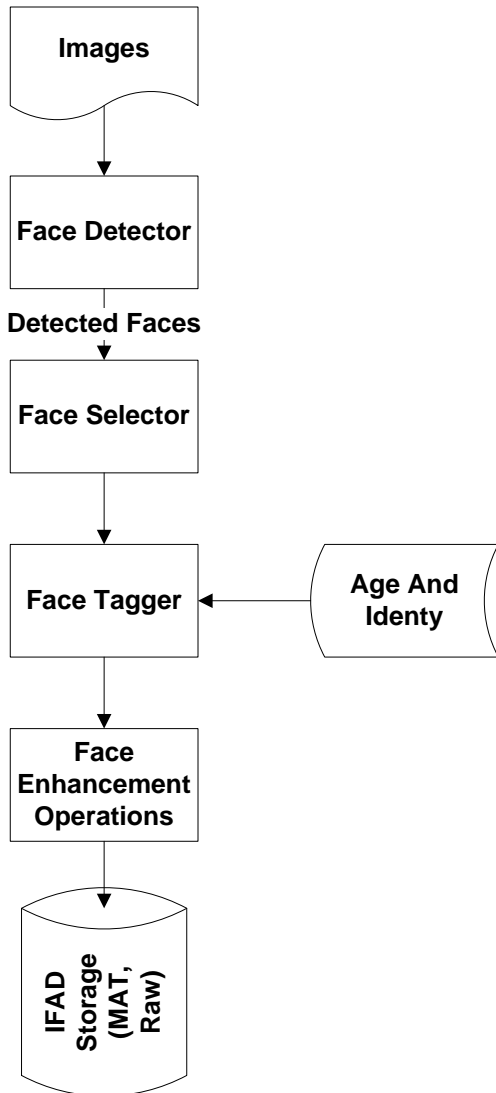 Images
Face Detector
Detected Faces
Face Selector
Face Tagger
Age And
Identy
Face
Enhancement
Operations
IFAD
Storage
(MAT,
Raw)